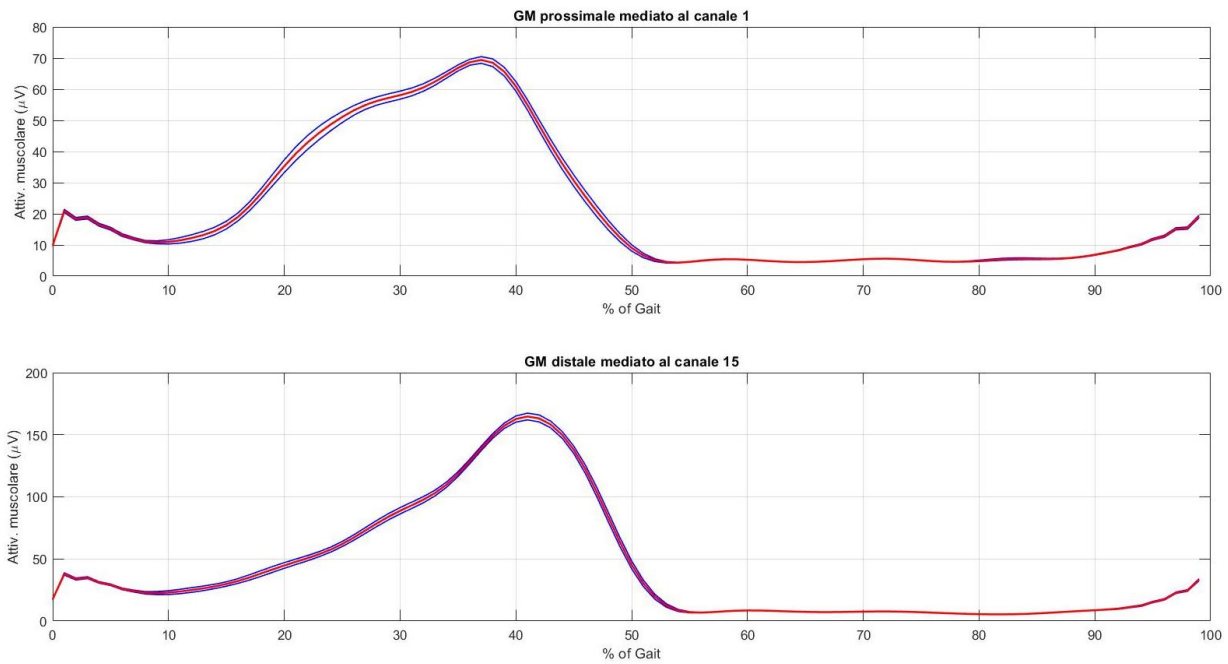 GM prossimale mediato al canale 1
80
70
60
50
40
30
20
10
0
Attiv. muscolare (μV)
0 10 20 30 40 50 60 70 80 90 100
% of Gait
GM distale mediato al canale 15
200
150
100
50
0
Attiv. muscolare (μV)
0 10 20 30 40 50 60 70 80 90 100
% of Gait